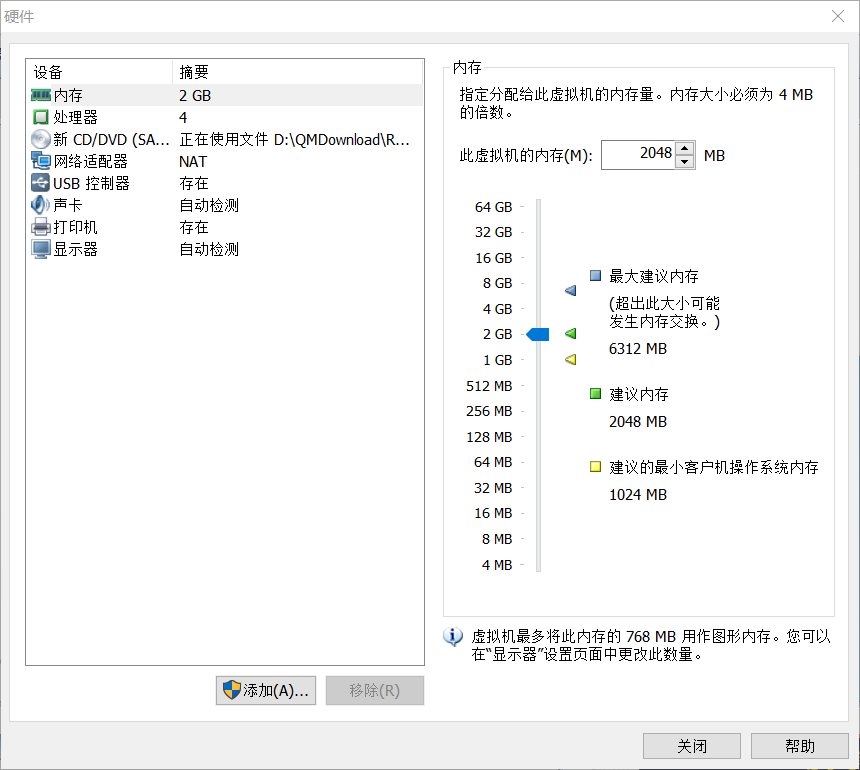 硬件
设备 摘要
内存 2 GB
处理器 4
新 CD/DVD (SA... 正在使用文件 D:\QMDownload\R...
网络适配器 NAT
USB 控制器 存在
声卡 自动检测
打印机 存在
显示器 自动检测
添加(A)... 移除(R)
内存
指定分配给此虚拟机的内存量。内存大小必须为 4 MB
的倍数。
此虚拟机的内存(M): 2048 MB
64 GB
32 GB
16 GB
8 GB
4 GB
2 GB
1 GB
512 MB
256 MB
128 MB
64 MB
32 MB
16 MB
8 MB
4 MB
最大建议内存
(超出此大小可能
发生内存交换。)
6312 MB
建议内存
2048 MB
建议的最小客户机操作系统内存
1024 MB
虚拟机最多将此内存的 768 MB 用作图形内存。您可以
在“显示器”设置页面中更改此数量。
关闭 帮助